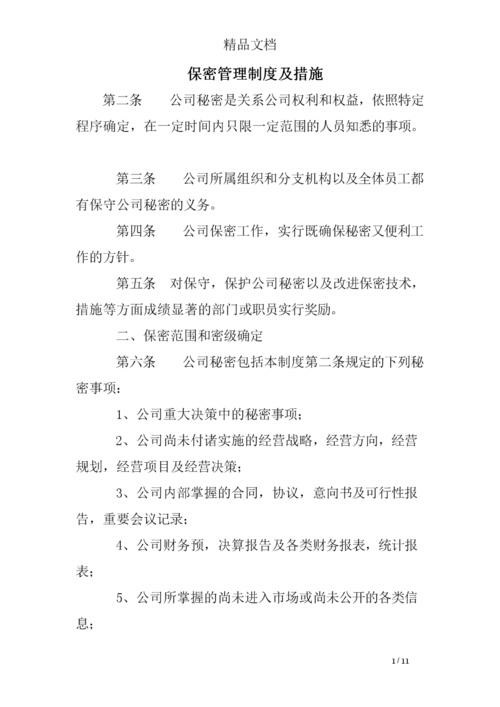 精品文档
保密管理制度及措施
第二条　　公司秘密是关系公司权利和权益，依照特定
程序确定，在一定时间内只限一定范围的人员知悉的事项。
第三条　　公司所属组织和分支机构以及全体员工都
有保守公司秘密的义务。
第四条　　公司保密工作，实行既确保秘密又便利工
作的方针。
第五条　对保守，保护公司秘密以及改进保密技术，
措施等方面成绩显著的部门或职员实行奖励。
二、保密范围和密级确定
第六条　　公司秘密包括本制度第二条规定的下列秘
密事项：
1、公司重大决策中的秘密事项；
2、公司尚未付诸实施的经营战略，经营方向，经营
规划，经营项目及经营决策；
3、公司内部掌握的合同，协议，意向书及可行性报
告，重要会议记录；
4、公司财务预，决算报告及各类财务报表，统计报
表；
5、公司所掌握的尚未进入市场或尚未公开的各类信
息；
1 / 11